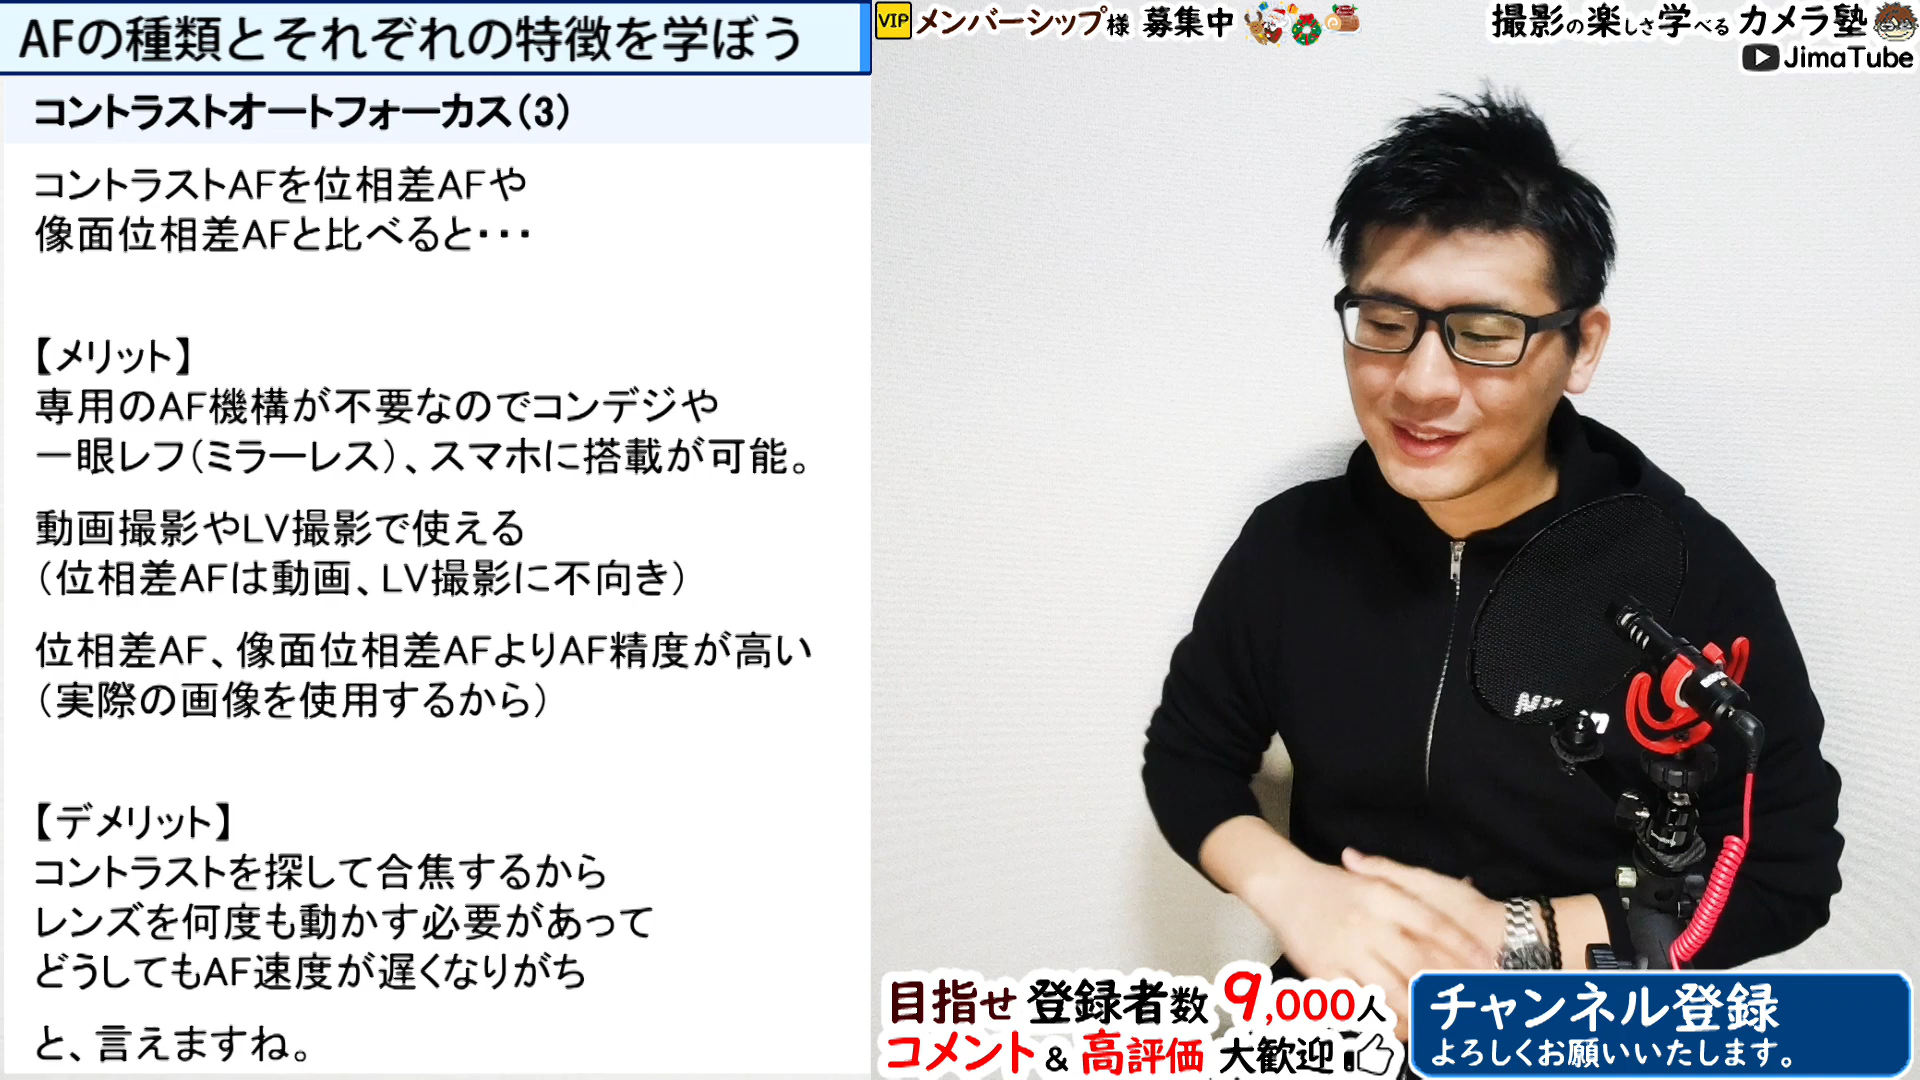 AFの種類とそれぞれの特徴を学ぼう
コントラストオートフォーカス(3)
コントラストAFを位相差AFや
像面位相差AFと比べると・・・
【メリット】
専用のAF機構が不要なのでコンデジや
一眼レフ(ミラーレス)、スマホに搭載が可能。
動画撮影やLV撮影で使える
(位相差AFは動画、LV撮影に不向き)
位相差AF、像面位相差AFよりAF精度が高い
(実際の画像を使用するから)
【デメリット】
コントラストを探して合焦するから
レンズを何度も動かす必要があって
どうしてもAF速度が遅くなりがち
と、言えますね。
VIP メンバーシップ様 募集中
撮影の楽しさ学べる カメラ塾
JimaTube
目指せ 登録者数 9,000人
コメント & 高評価 大歓迎
チャンネル登録
よろしくお願いいたします。